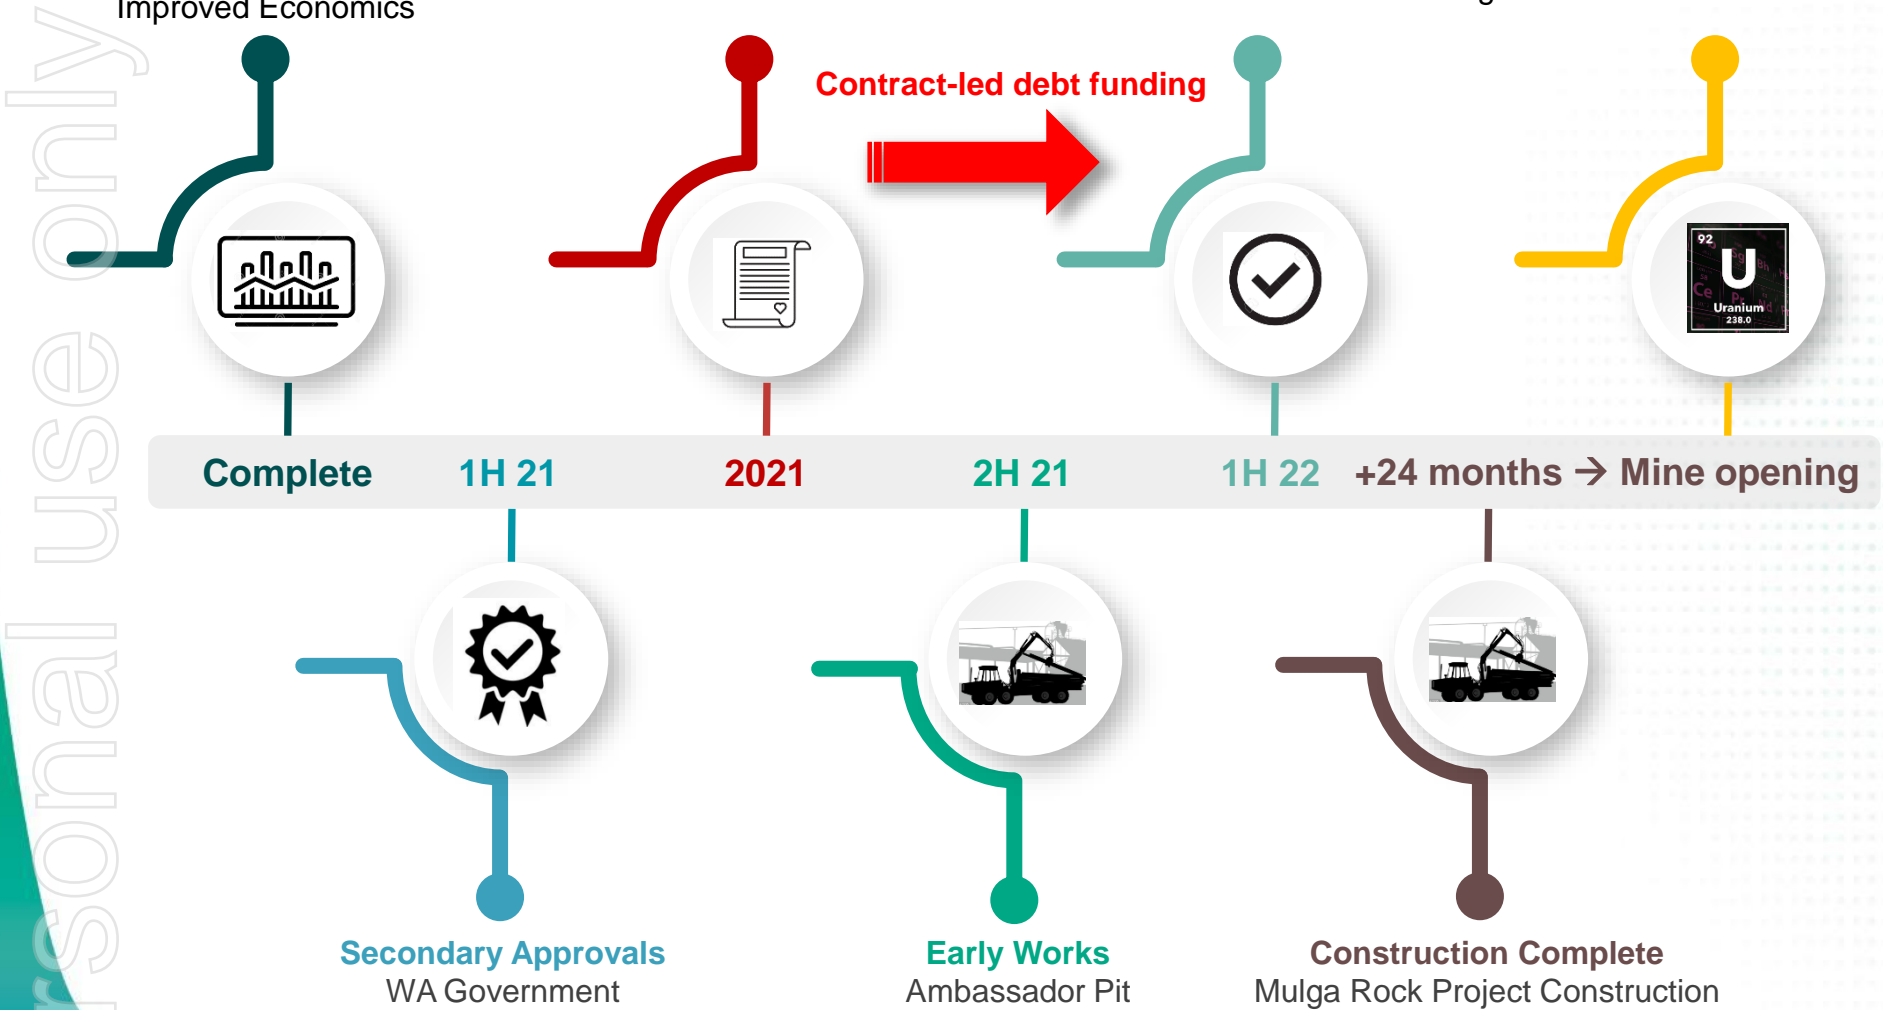 Improved Economics
Contract-led debt funding
92
U
Uranium
238.0
Complete
1H 21
2021
2H 21
1H 22
+24 months → Mine opening
Secondary Approvals
WA Government
Early Works
Ambassador Pit
Construction Complete
Mulga Rock Project Construction
rsonal use only